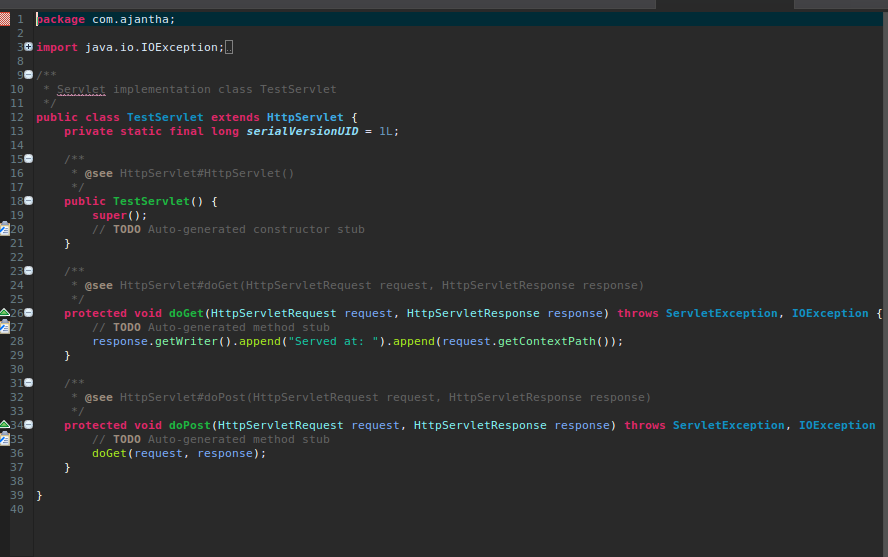 1 package com.ajantha;
2
3 import java.io.IOException;
8
9 /**
10  * Servlet implementation class TestServlet
11  */
12 public class TestServlet extends HttpServlet {
13     private static final long serialVersionUID = 1L;
14
15     /**
16      * @see HttpServlet#HttpServlet()
17      */
18     public TestServlet() {
19         super();
20         // TODO Auto-generated constructor stub
21     }
22
23     /**
24      * @see HttpServlet#doGet(HttpServletRequest request, HttpServletResponse response)
25      */
26     protected void doGet(HttpServletRequest request, HttpServletResponse response) throws ServletException, IOException {
27         // TODO Auto-generated method stub
28         response.getWriter().append("Served at: ").append(request.getContextPath());
29     }
30
31     /**
32      * @see HttpServlet#doPost(HttpServletRequest request, HttpServletResponse response)
33      */
34     protected void doPost(HttpServletRequest request, HttpServletResponse response) throws ServletException, IOException
35         // TODO Auto-generated method stub
36         doGet(request, response);
37     }
38
39 }
40